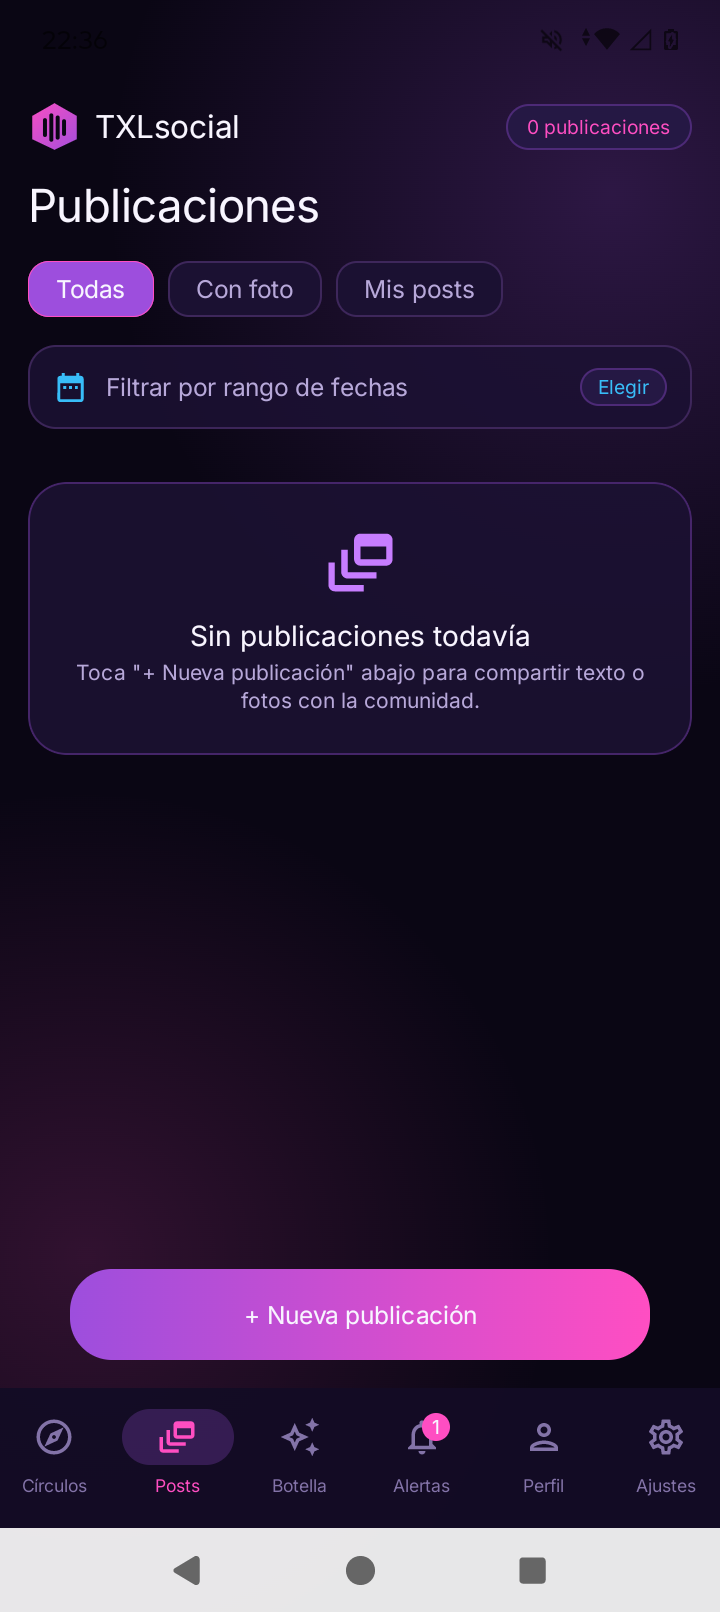 22:36
TXLsocial
0 publicaciones
Publicaciones
Todas
Con foto
Mis posts
Filtrar por rango de fechas
Elegir
Sin publicaciones todavía
Toca "+ Nueva publicación" abajo para compartir texto o
fotos con la comunidad.
+ Nueva publicación
1
Círculos
Posts
Botella
Alertas
Perfil
Ajustes